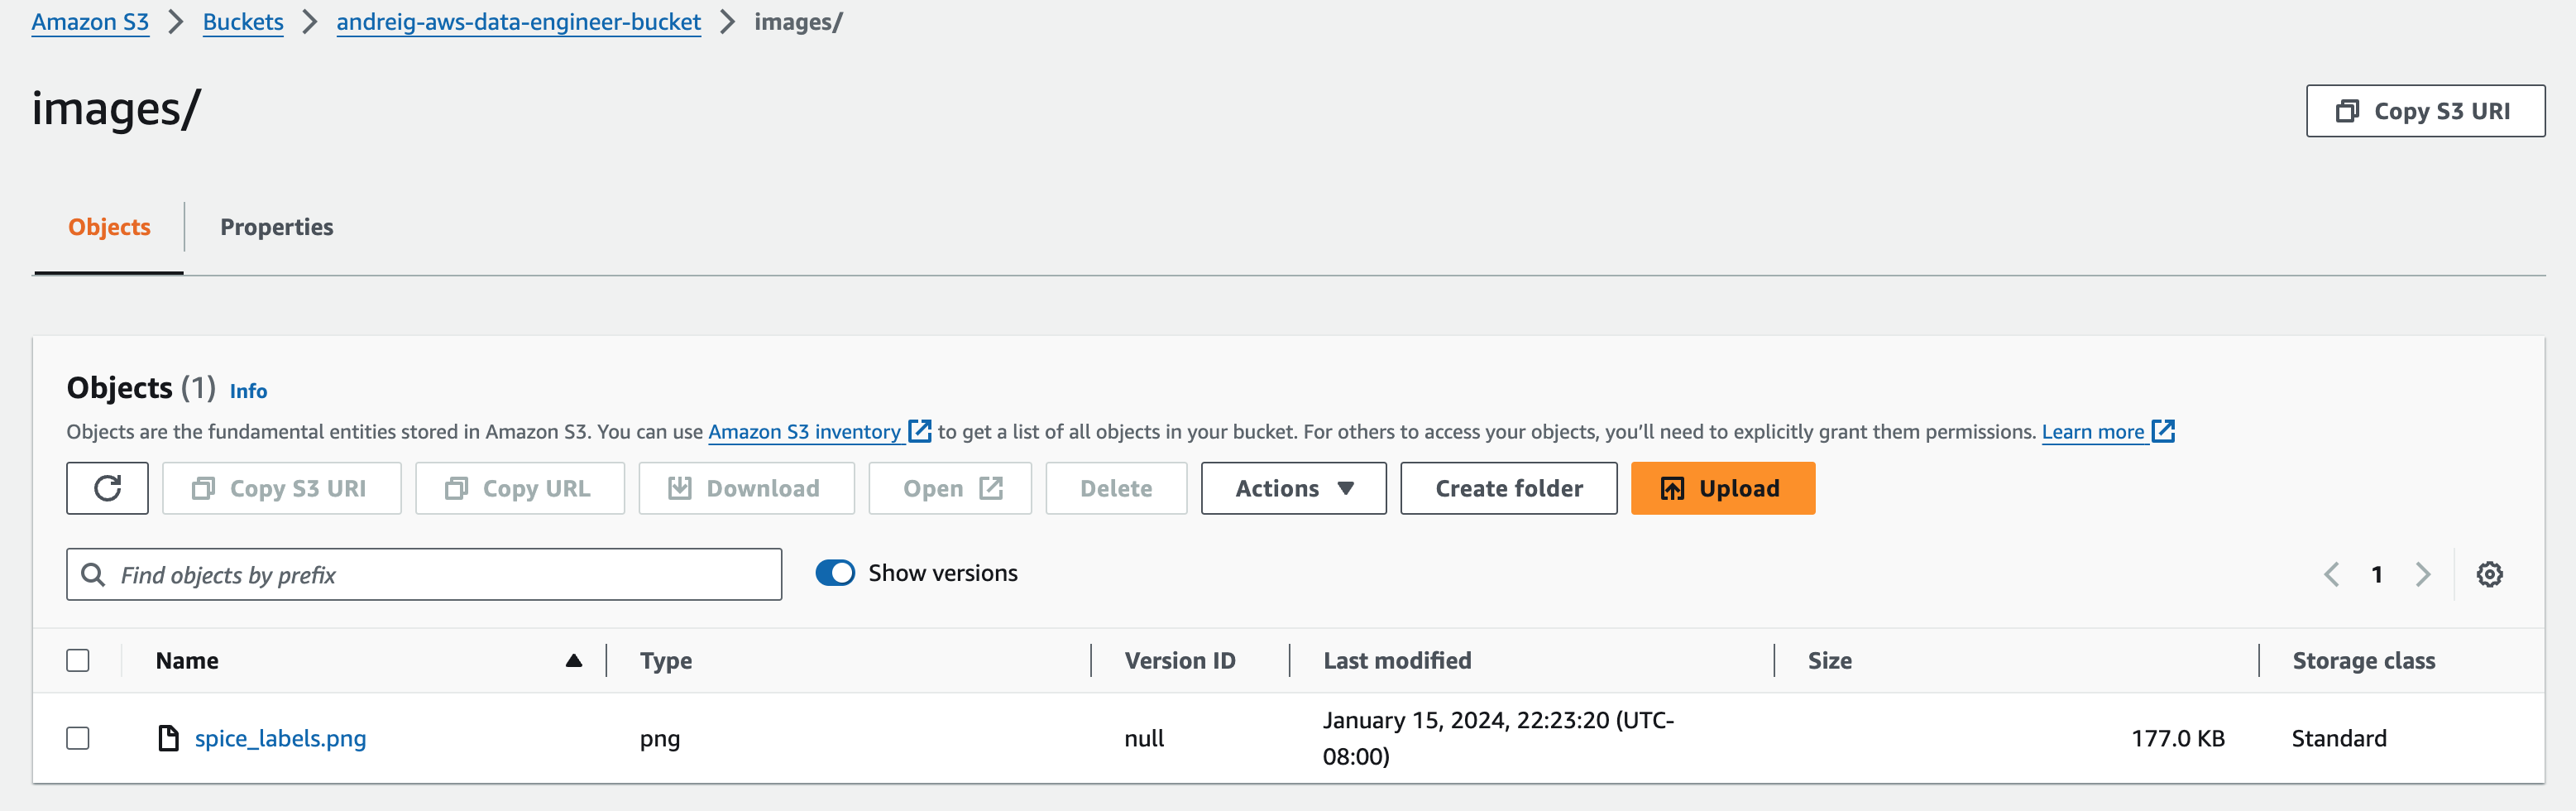 Amazon S3 > Buckets > andreig-aws-data-engineer-bucket > images/
images/
Copy S3 URI
Objects Properties
Objects (1) Info
Objects are the fundamental entities stored in Amazon S3. You can use Amazon S3 inventory to get a list of all objects in your bucket. For others to access your objects, you’ll need to explicitly grant them permissions. Learn more
Copy S3 URI Copy URL Download Open Delete Actions Create folder Upload
Find objects by prefix Show versions 1
Name Type Version ID Last modified Size Storage class
spice_labels.png png null January 15, 2024, 22:23:20 (UTC-
08:00) 177.0 KB Standard